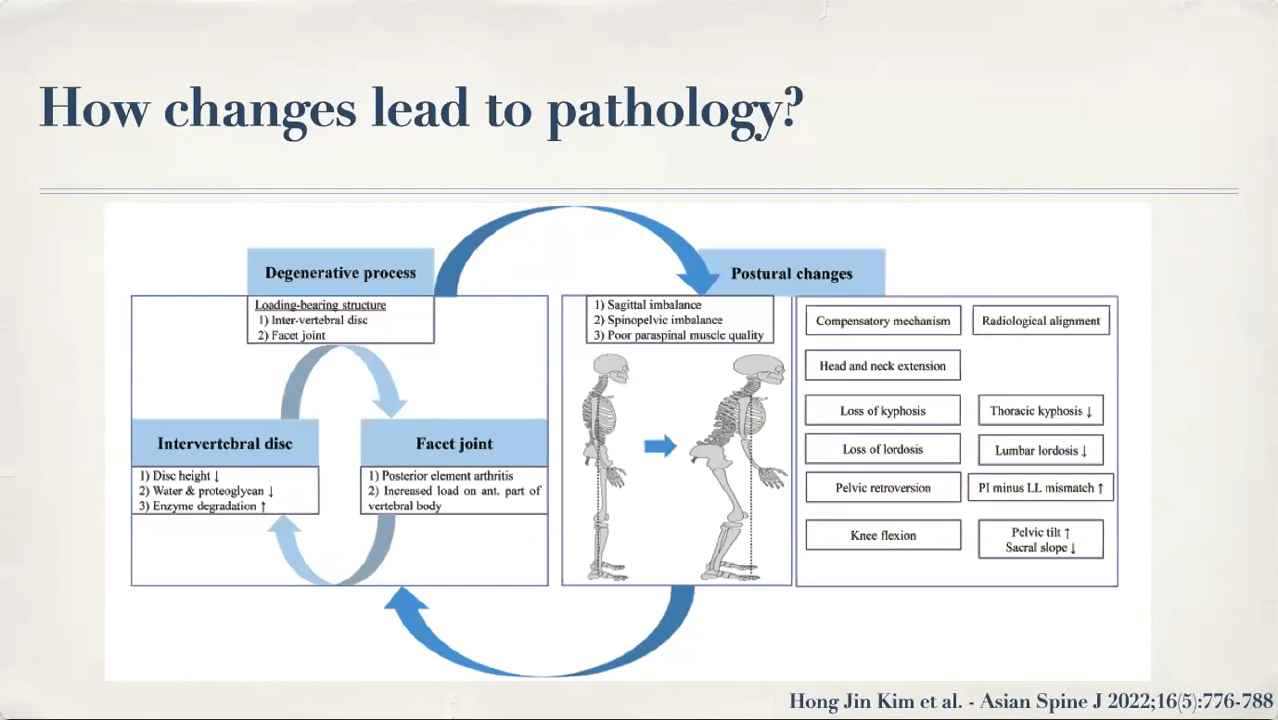 How changes lead to pathology?
Degenerative process
Loading-bearing structure
1) Inter-vertebral disc
2) Facet joint
Intervertebral disc
1) Disc height ↓
2) Water & proteoglycan ↓
3) Enzyme degradation ↑
Facet joint
1) Posterior element arthritis
2) Increased load on ant. part of
vertebral body
Postural changes
1) Sagittal imbalance
2) Spinopelvic imbalance
3) Poor paraspinal muscle quality
Compensatory mechanism
Radiological alignment
Head and neck extension
Loss of kyphosis
Thoracic kyphosis ↓
Loss of lordosis
Lumbar lordosis ↓
Pelvic retroversion
PI minus LL mismatch ↑
Knee flexion
Pelvic tilt ↑
Sacral slope ↓
Hong Jin Kim et al. - Asian Spine J 2022;16(5):776-788